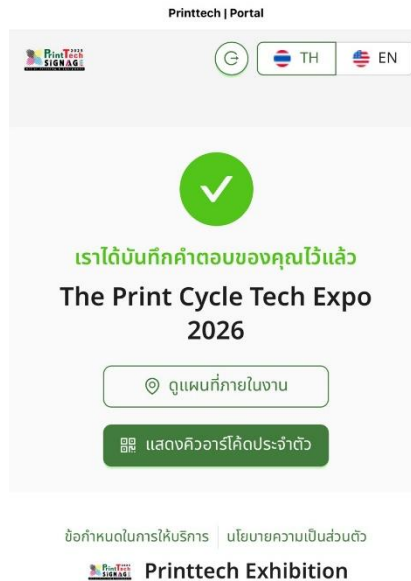 Printtech | Portal
PrintTech 2025
SIGNAGE
TH
EN
เราได้บันทึกคำตอบของคุณไว้แล้ว
The Print Cycle Tech Expo
2026
ดูแผนที่ภายในงาน
แสดงคิวอาร์โค้ดประจำตัว
ข้อกำหนดในการให้บริการ
นโยบายความเป็นส่วนตัว
PrintTech
SIGNAGE
Printtech Exhibition